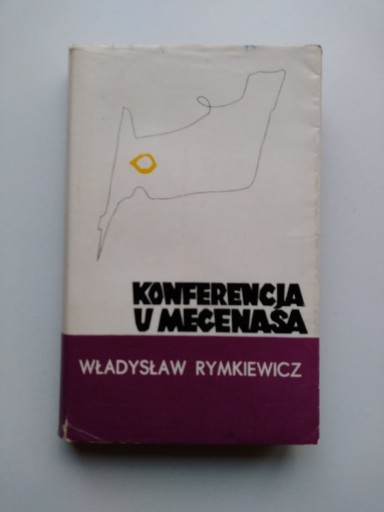 KONFERENCJA
U MECENASA
WŁADYSŁAW RYMKIEWICZ